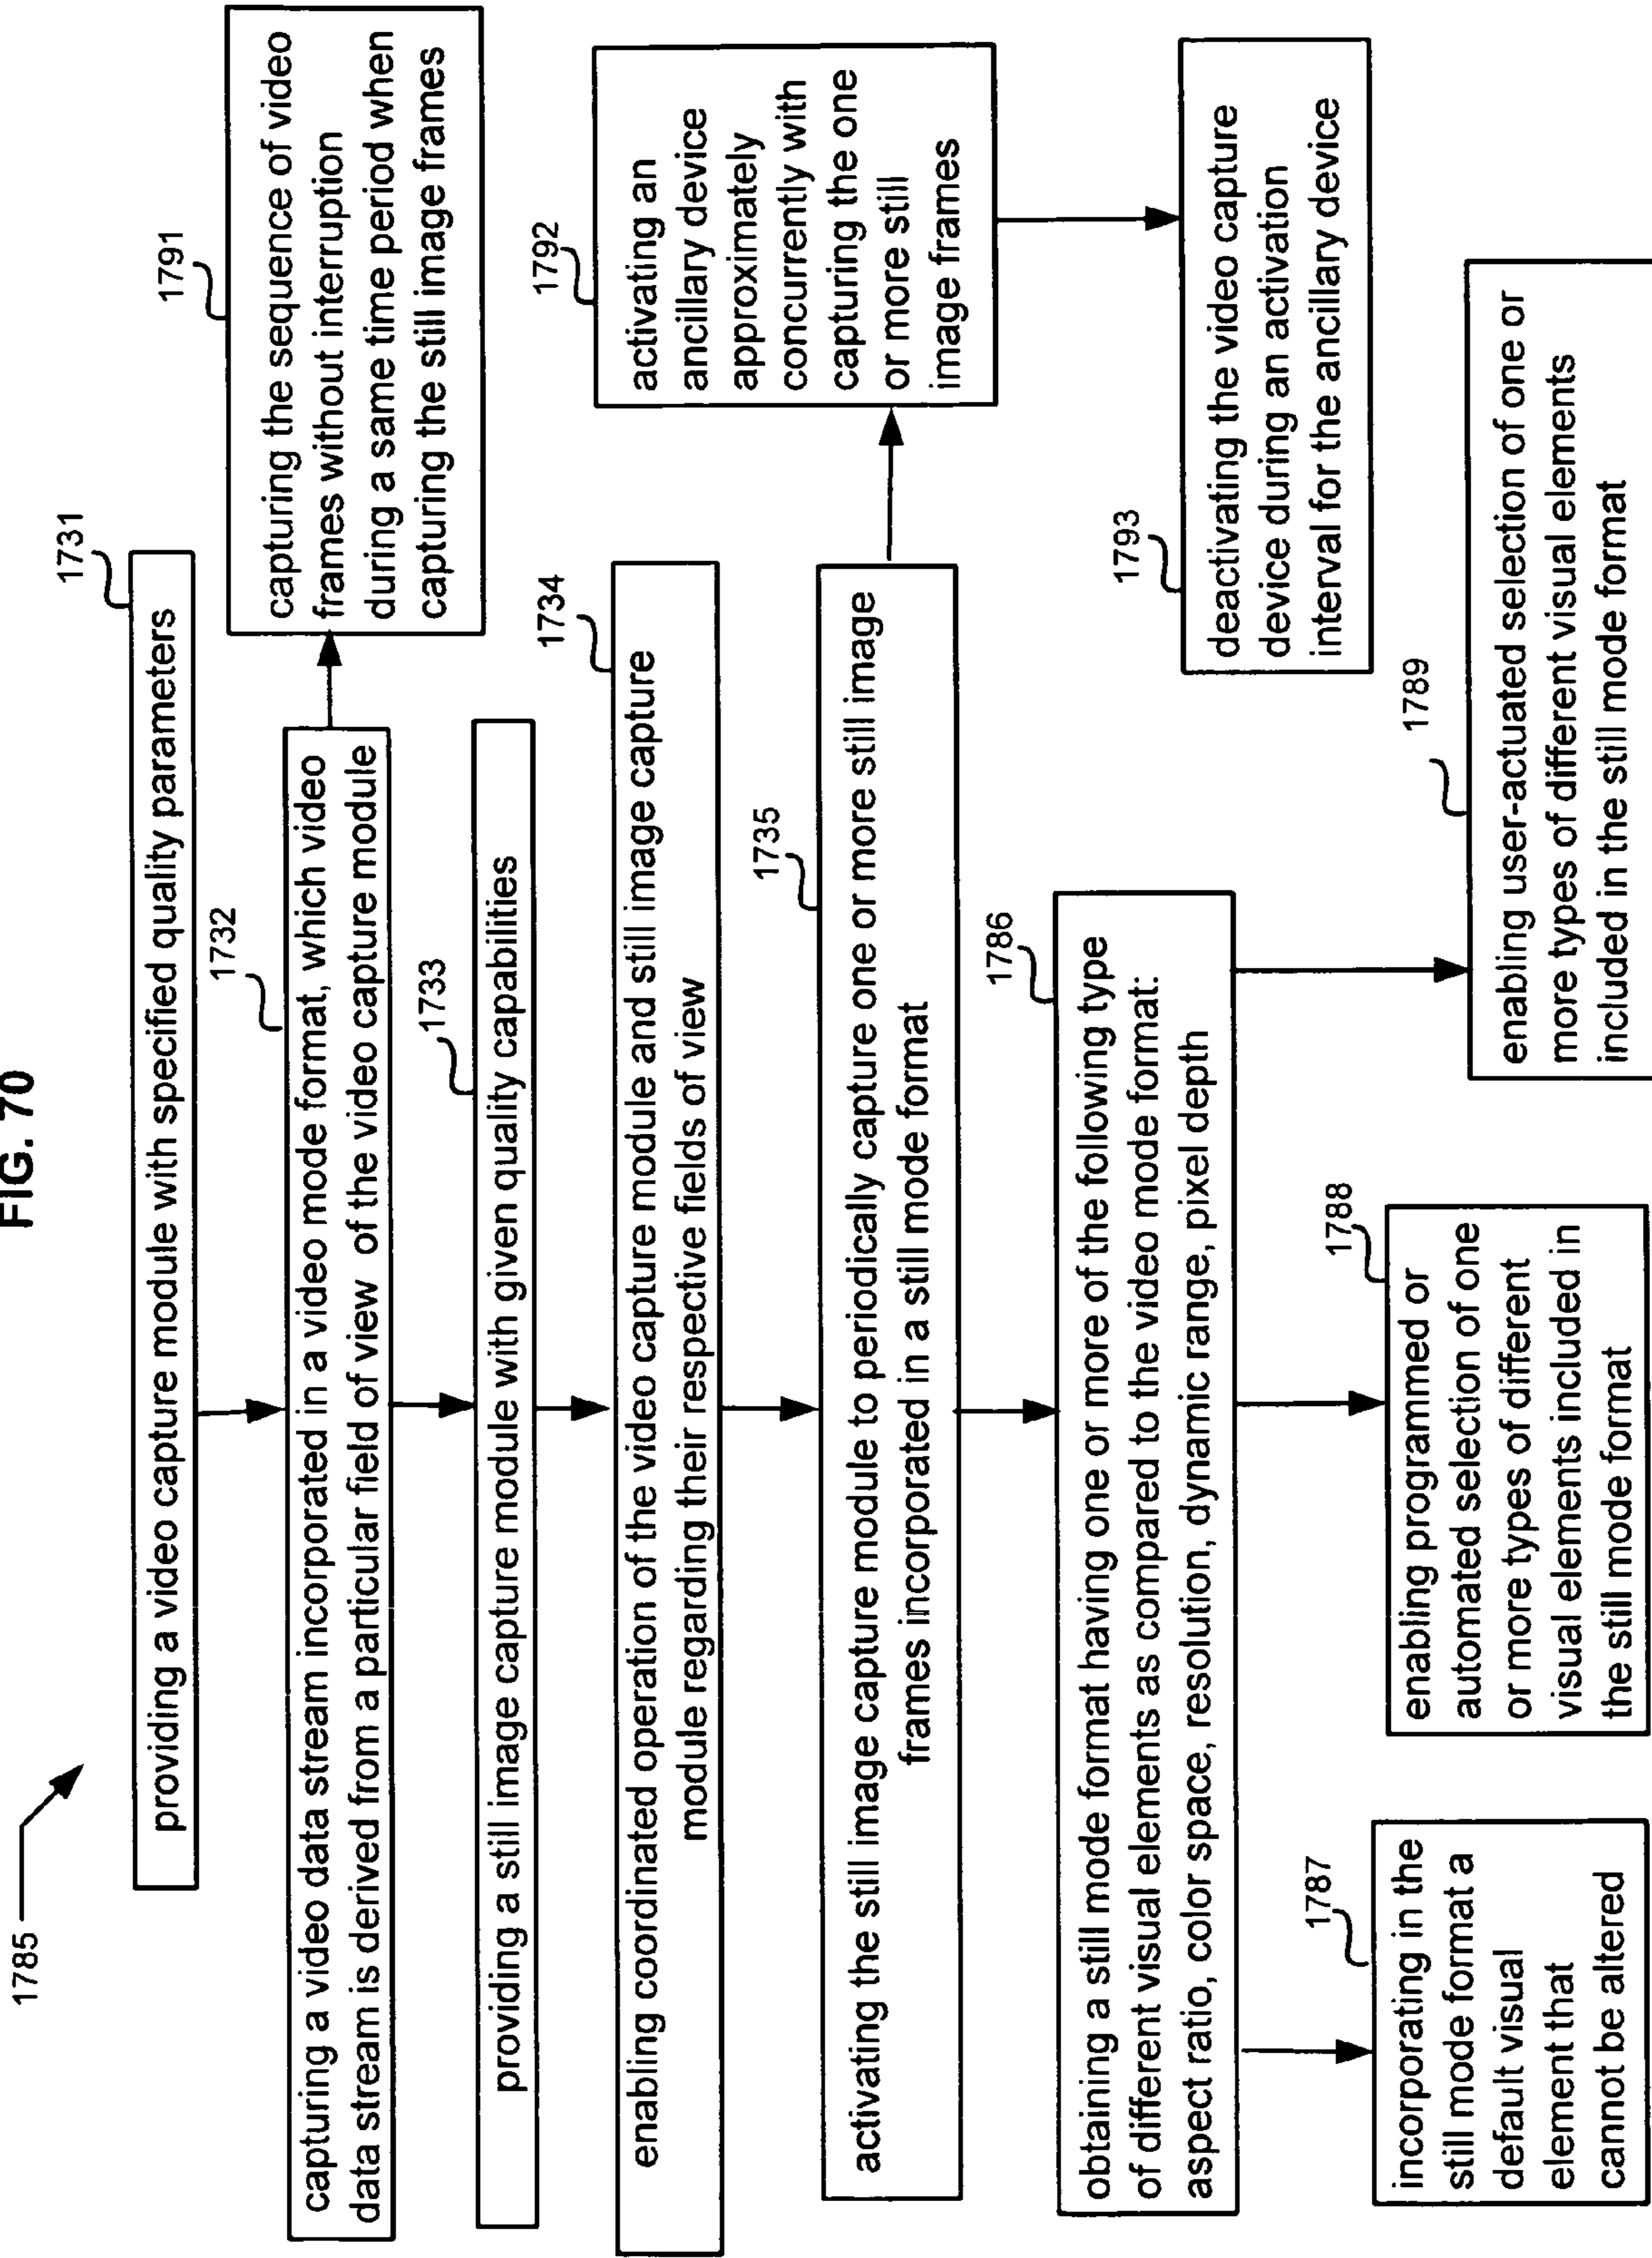 FIG. 70
1785
1731
providing a video capture module with specified quality parameters
1732
capturing a video data stream incorporated in a video mode format, which video
data stream is derived from a particular field of view of the video capture module
1791
capturing the sequence of video
frames without interruption
during a same time period when
capturing the still image frames
1733
providing a still image capture module with given quality capabilities
1734
enabling coordinated operation of the video capture module and still image capture
module regarding their respective fields of view
1735
activating the still image capture module to periodically capture one or more still image
frames incorporated in a still mode format
1792
activating an
ancillary device
approximately
concurrently with
capturing the one
or more still
image frames
1793
deactivating the video capture
device during an activation
interval for the ancillary device
1786
obtaining a still mode format having one or more of the following type
of different visual elements as compared to the video mode format:
aspect ratio, color space, resolution, dynamic range, pixel depth
1787
incorporating in the
still mode format a
default visual
element that
cannot be altered
1788
enabling programmed or
automated selection of one
or more types of different
visual elements included in
the still mode format
1789
enabling user-actuated selection of one or
more types of different visual elements
included in the still mode format